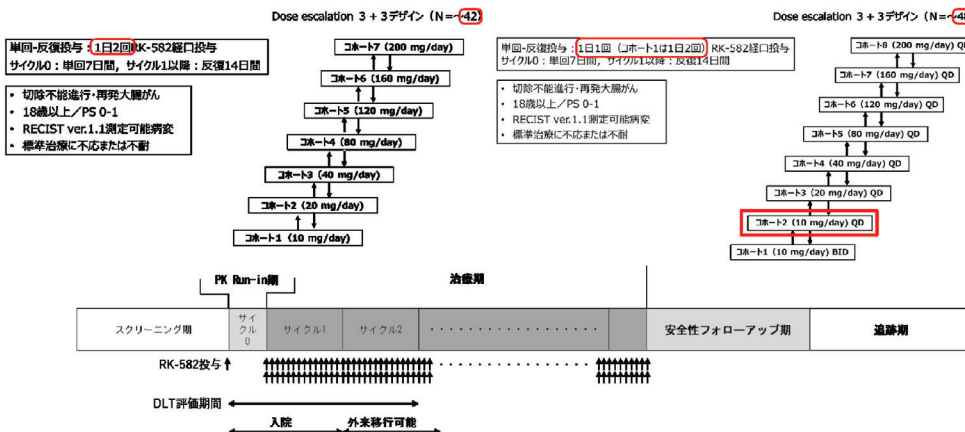 Dose escalation 3 + 3デザイン (N=~42)
単回-反復投与：1日2回RK-582経口投与
サイクル0：単回7日間，サイクル1以降：反復14日間
・ 切除不能進行・再発大腸がん
・ 18歳以上／PS 0-1
・ RECIST ver.1.1測定可能病変
・ 標準治療に不応または不耐
コホート7 (200 mg/day)
コホート6 (160 mg/day)
コホート5 (120 mg/day)
コホート4 (80 mg/day)
コホート3 (40 mg/day)
コホート2 (20 mg/day)
コホート1 (10 mg/day)
Dose escalation 3 + 3デザイン (N=~48
単回-反復投与：1日1回（コホート1は1日2回）RK-582経口投与
サイクル0：単回7日間，サイクル1以降：反復14日間
・ 切除不能進行・再発大腸がん
・ 18歳以上／PS 0-1
・ RECIST ver.1.1測定可能病変
・ 標準治療に不応または不耐
コホート8 (200 mg/day) QD
コホート7 (160 mg/day) QD
コホート6 (120 mg/day) QD
コホート5 (80 mg/day) QD
コホート4 (40 mg/day) QD
コホート3 (20 mg/day) QD
コホート2 (10 mg/day) QD
コホート1 (10 mg/day) BID
PK Run-in期
治療期
スクリーニング期
サイクル0
サイクル1
サイクル2
安全性フォローアップ期
追跡期
RK-582投与
DLT評価期間
入院
外来移行可能